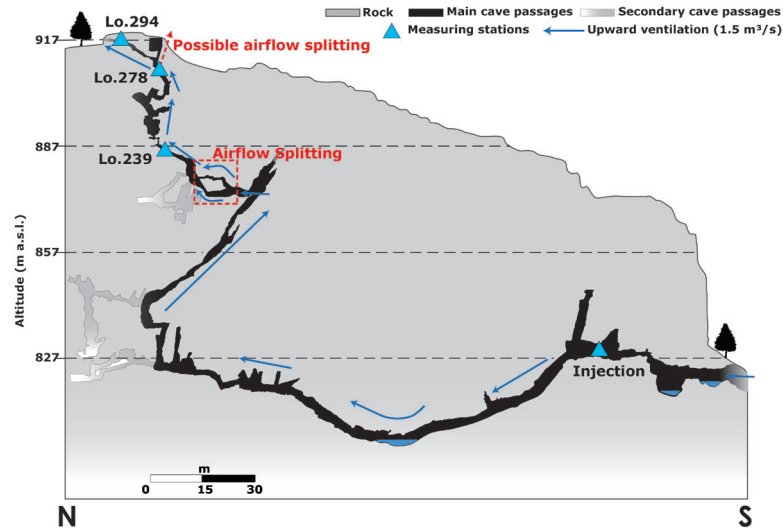 Rock
Main cave passages
Secondary cave passages
Measuring stations
Upward ventilation (1.5 m³/s)
Lo.294
917
Possible airflow splitting
Lo.278
887
Lo.239
Airflow Splitting
857
Altitude (m a.s.l.)
827
Injection
m
0 15 30
N S